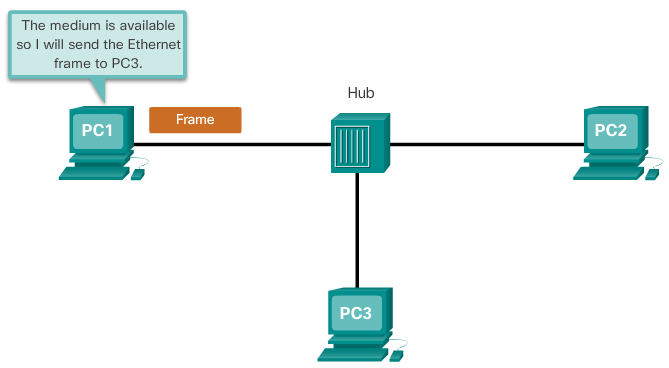 The medium is available
so I will send the Ethernet
frame to PC3.
Hub
PC1
Frame
PC2
PC3